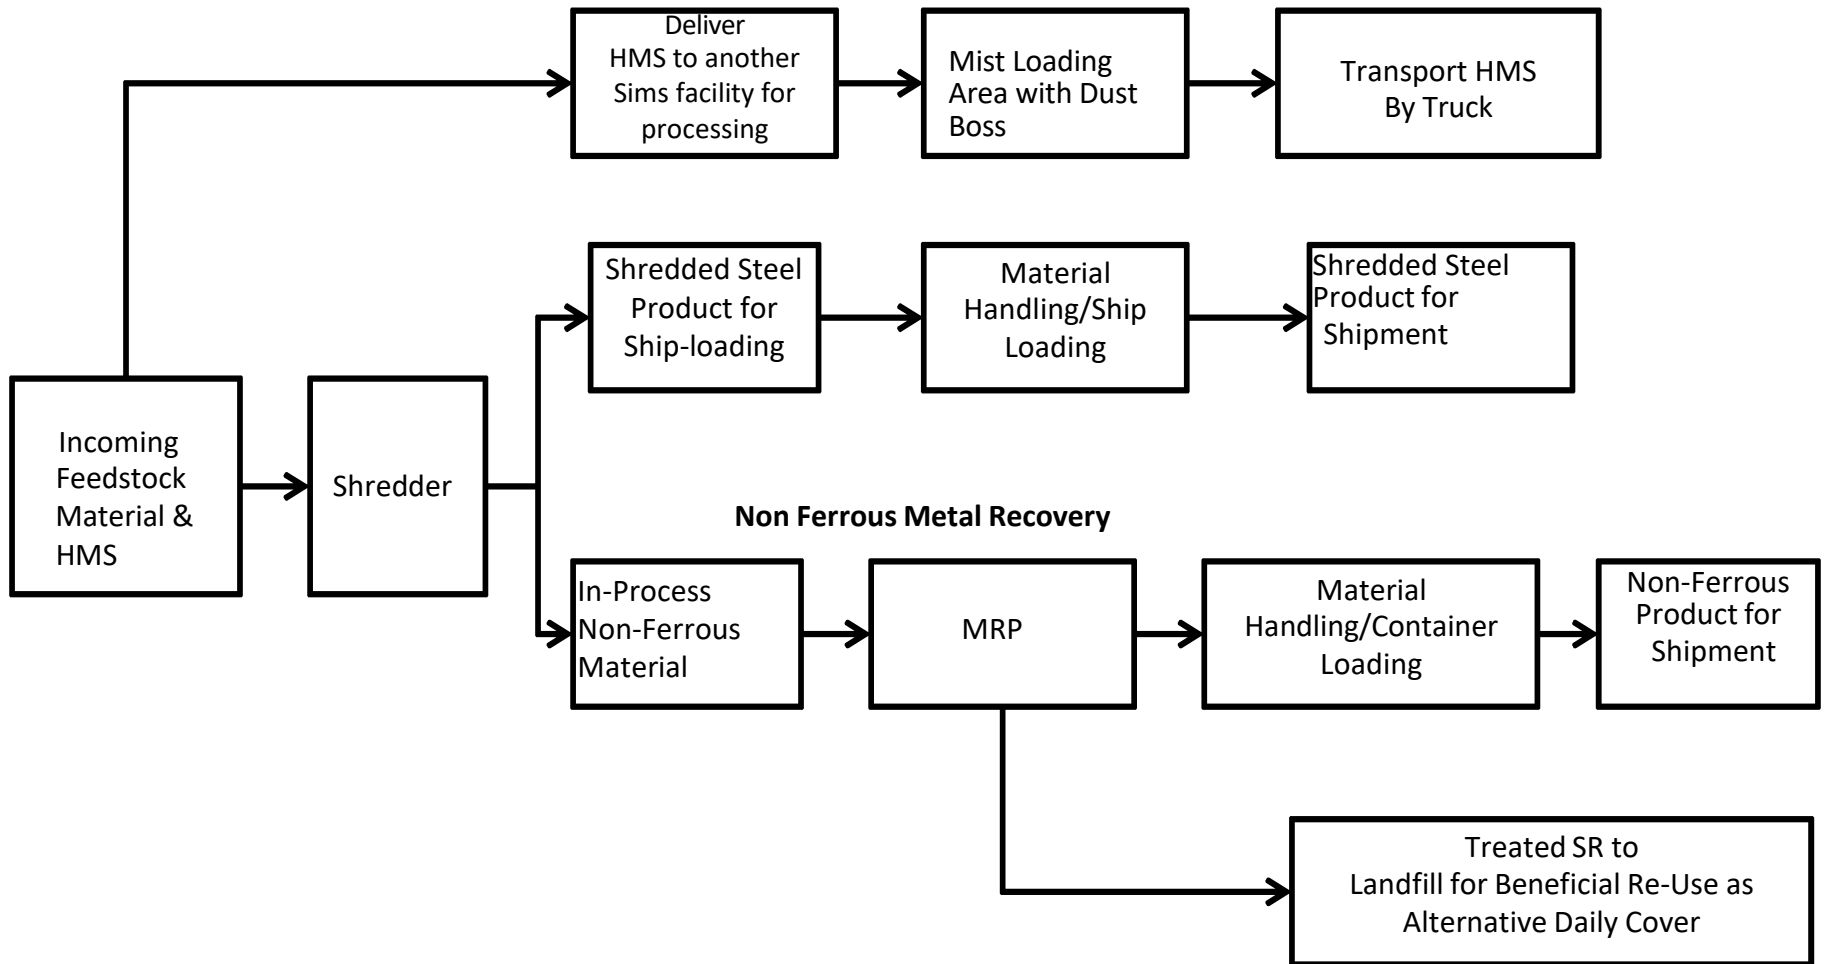 Deliver
HMS to another
Sims facility for
processing
Mist Loading
Area with Dust
Boss
Transport HMS
By Truck
Shredded Steel
Product for
Ship-loading
Material
Handling/Ship
Loading
Shredded Steel
Product for
Shipment
Incoming
Feedstock
Material &
HMS
Shredder
Non Ferrous Metal Recovery
In-Process
Non-Ferrous
Material
MRP
Material
Handling/Container
Loading
Non-Ferrous
Product for
Shipment
Treated SR to
Landfill for Beneficial Re-Use as
Alternative Daily Cover